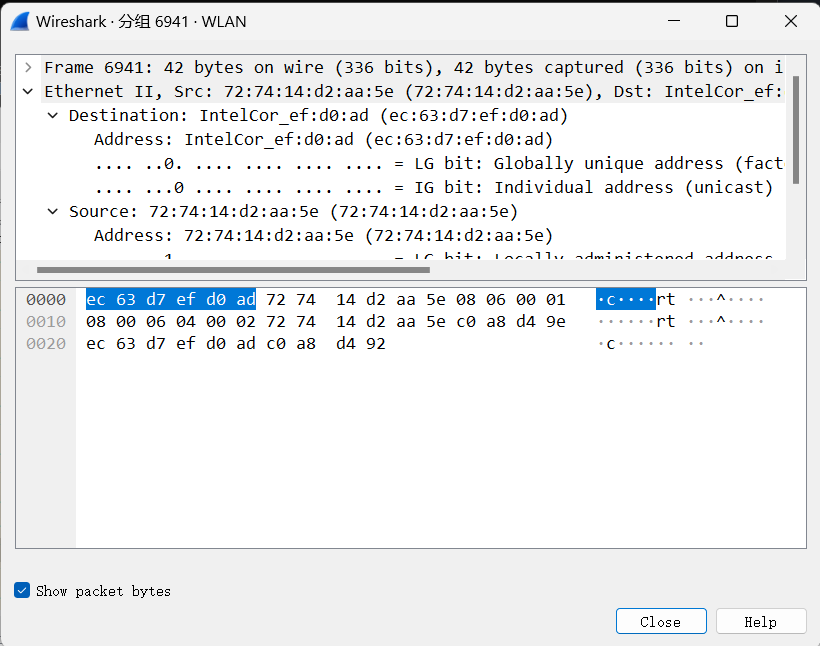 Wireshark · 分组 6941 · WLAN
Frame 6941: 42 bytes on wire (336 bits), 42 bytes captured (336 bits) on i
Ethernet II, Src: 72:74:14:d2:aa:5e (72:74:14:d2:aa:5e), Dst: IntelCor_ef:
Destination: IntelCor_ef:d0:ad (ec:63:d7:ef:d0:ad)
Address: IntelCor_ef:d0:ad (ec:63:d7:ef:d0:ad)
.... ..0. .... .... .... .... = LG bit: Globally unique address (fact
.... ...0 .... .... .... .... = IG bit: Individual address (unicast)
Source: 72:74:14:d2:aa:5e (72:74:14:d2:aa:5e)
Address: 72:74:14:d2:aa:5e (72:74:14:d2:aa:5e)
.... ..1. .... .... .... .... = LG bit: Locally administered address
0000 ec 63 d7 ef d0 ad 72 74 14 d2 aa 5e 08 06 00 01 ·c····rt ···^····
0010 08 00 06 04 00 02 72 74 14 d2 aa 5e c0 a8 d4 9e ······rt ···^····
0020 ec 63 d7 ef d0 ad c0 a8 d4 92 ·c······ ··
Show packet bytes
Close
Help